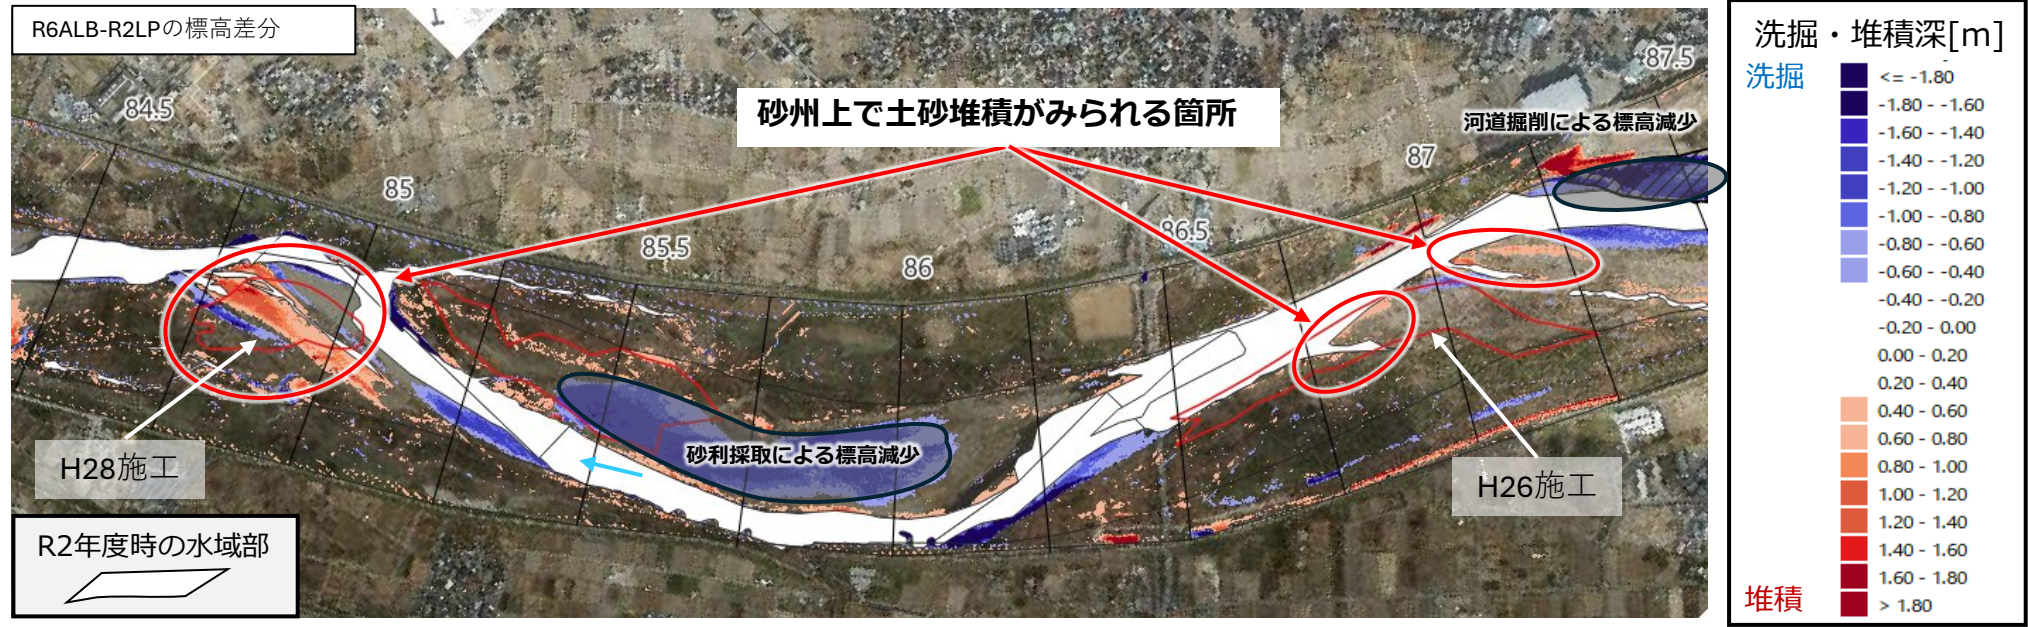 R6ALB-R2LPの標高差分
84.5
85
85.5
86
86.5
87
87.5
砂州上で土砂堆積がみられる箇所
河道掘削による標高減少
砂利採取による標高減少
H28施工
H26施工
R2年度時の水域部
洗掘・堆積深[m]
洗掘
<= -1.80
-1.80 - -1.60
-1.60 - -1.40
-1.40 - -1.20
-1.20 - -1.00
-1.00 - -0.80
-0.80 - -0.60
-0.60 - -0.40
-0.40 - -0.20
-0.20 - 0.00
0.00 - 0.20
0.20 - 0.40
0.40 - 0.60
0.60 - 0.80
0.80 - 1.00
1.00 - 1.20
1.20 - 1.40
1.40 - 1.60
1.60 - 1.80
> 1.80
堆積